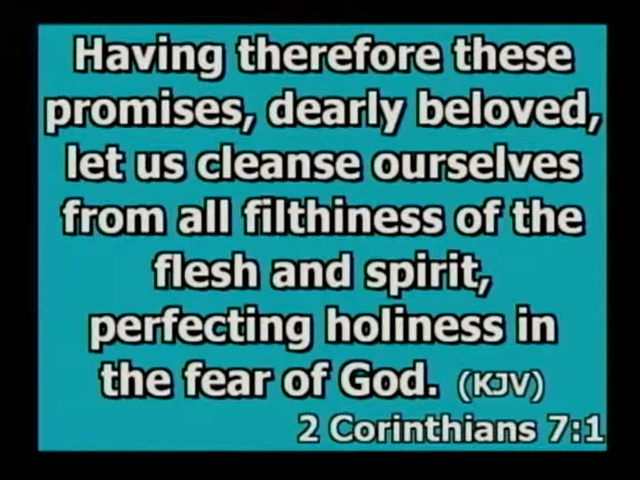 Having therefore these
promises, dearly beloved,
let us cleanse ourselves
from all filthiness of the
flesh and spirit,
perfecting holiness in
the fear of God. (KJV)
2 Corinthians 7:1